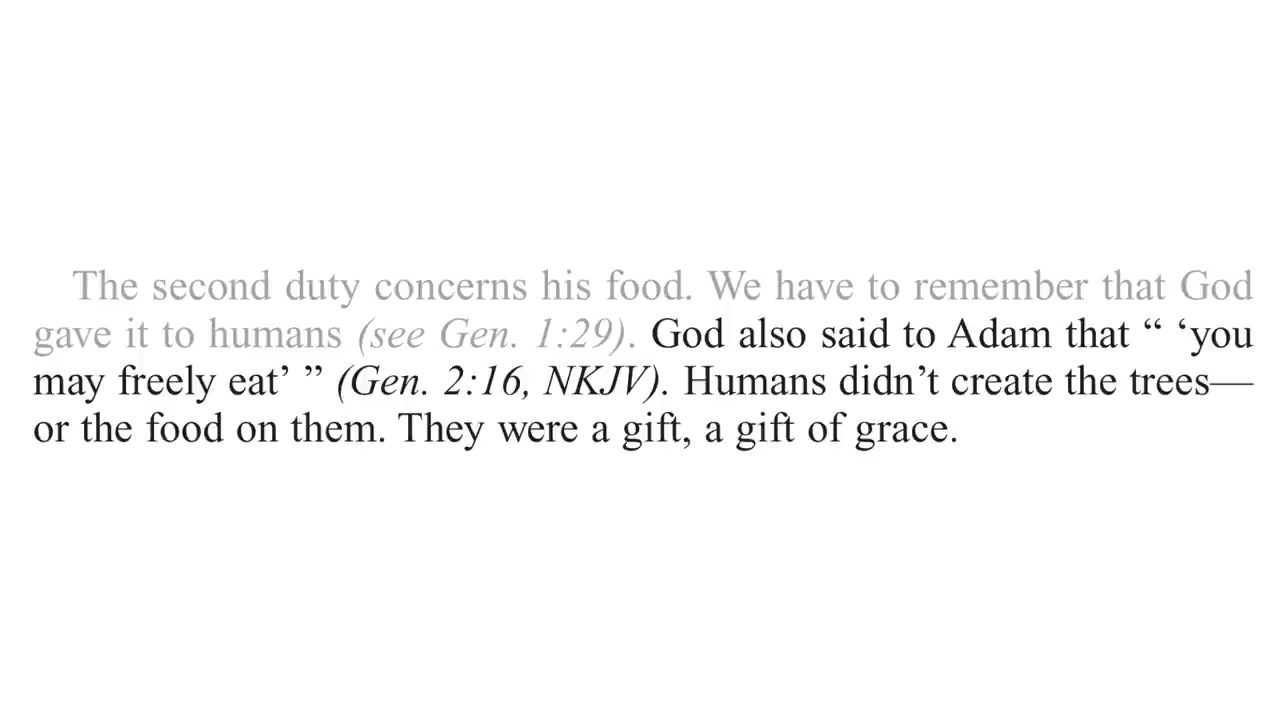 The second duty concerns his food. We have to remember that God
gave it to humans (see Gen. 1:29). God also said to Adam that “ ‘you
may freely eat’ ” (Gen. 2:16, NKJV). Humans didn’t create the trees—
or the food on them. They were a gift, a gift of grace.